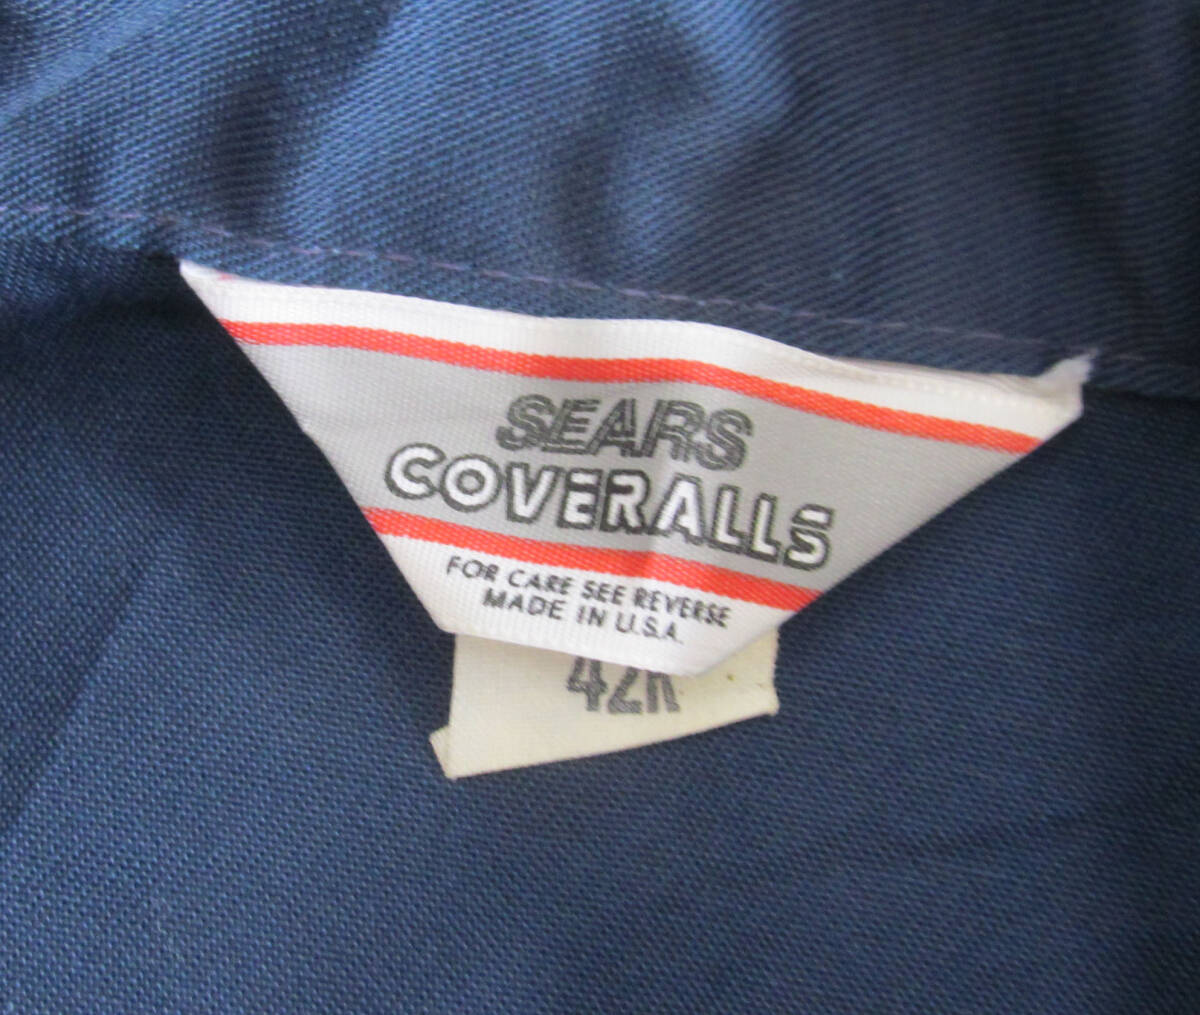 SEARS
COVERALLS
FOR CARE SEE REVERSE
MADE IN U.S.A.
42R